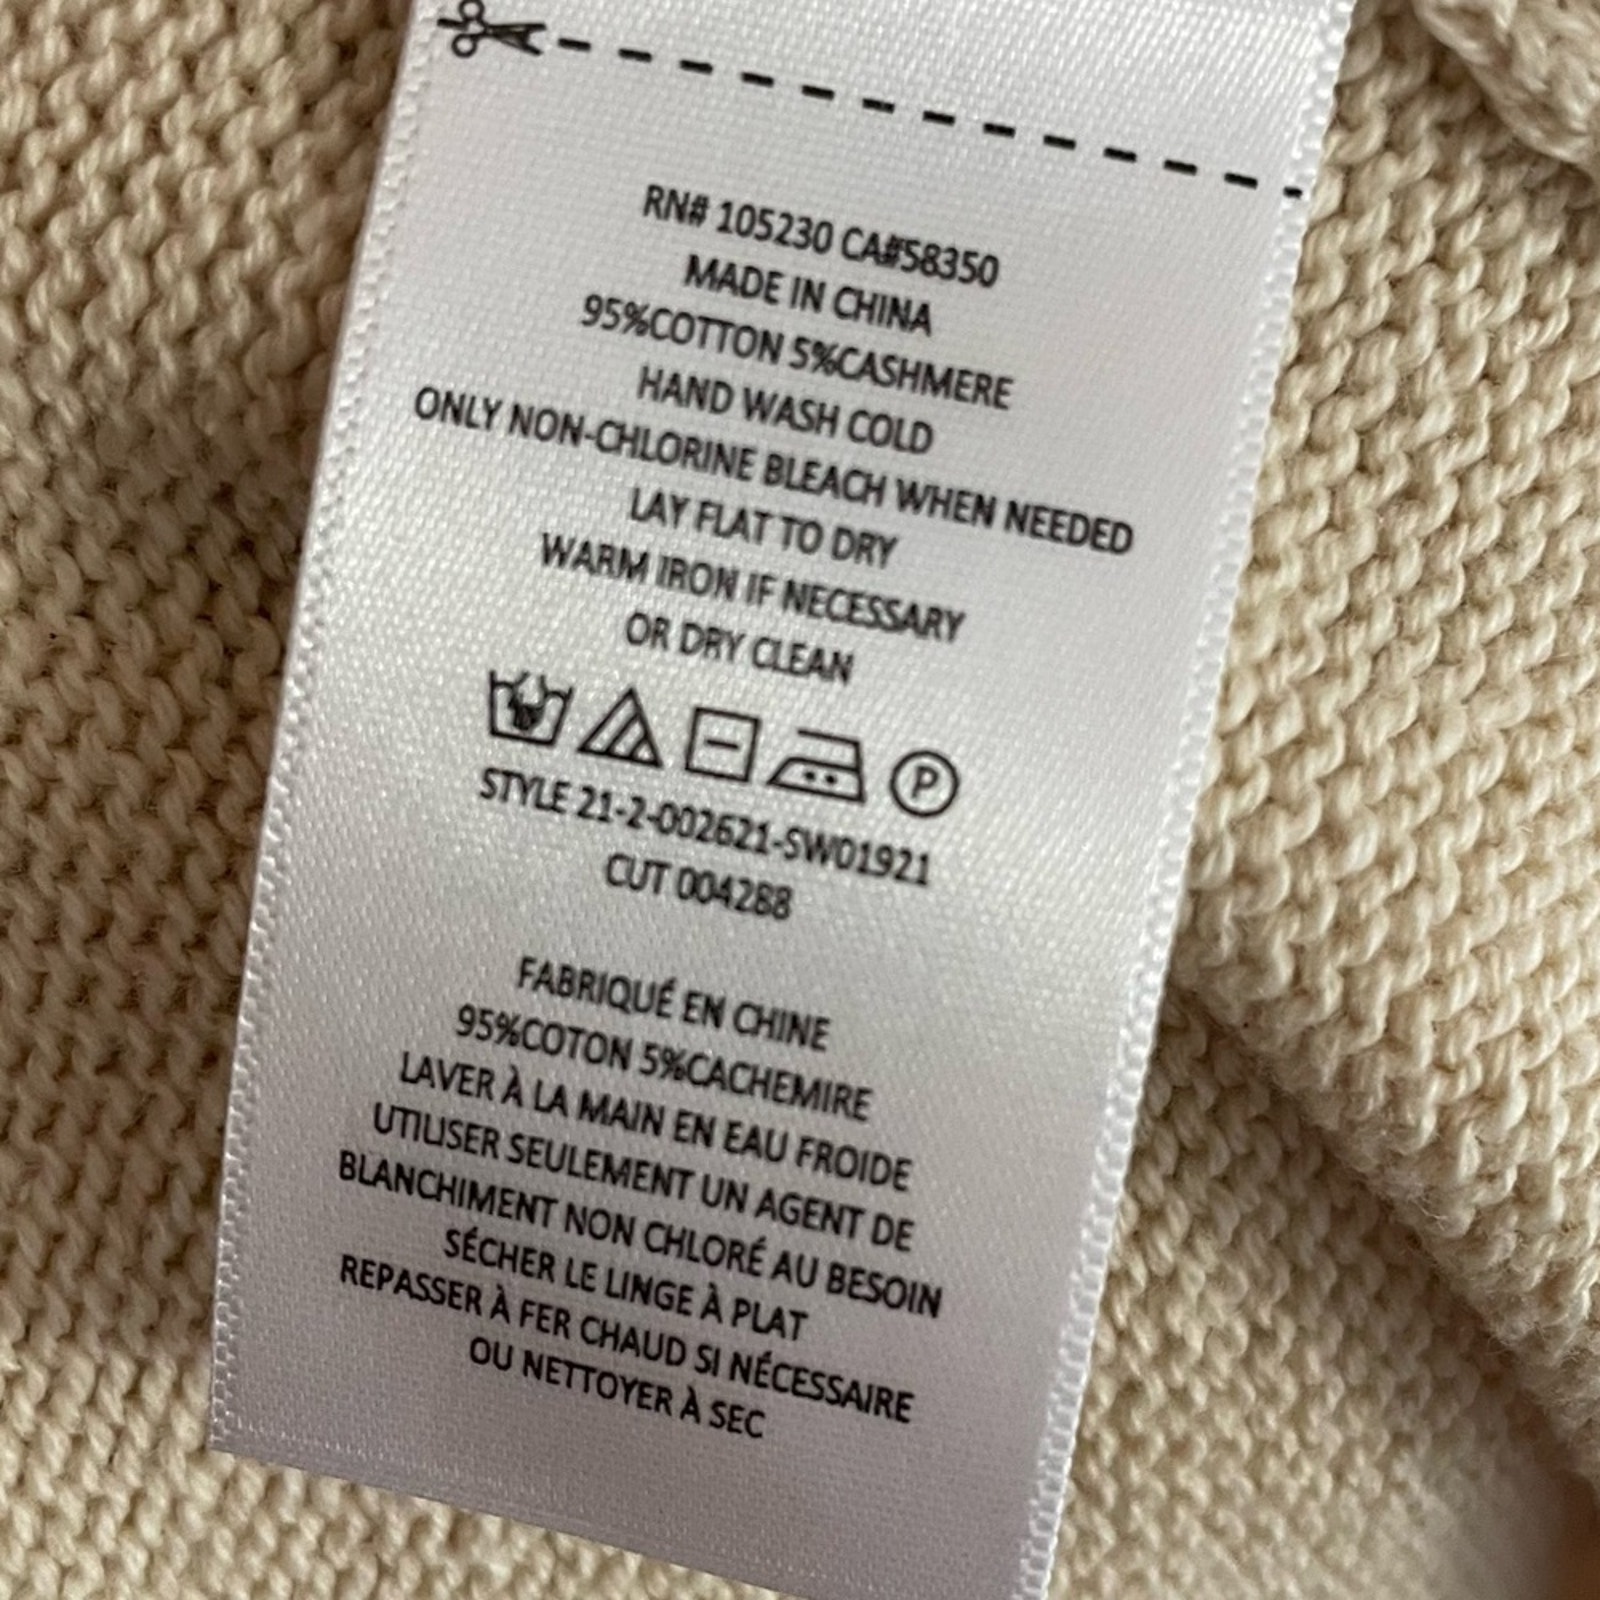 RN# 105230 CA#58350
MADE IN CHINA
95%COTTON 5%CASHMERE
HAND WASH COLD
ONLY NON-CHLORINE BLEACH WHEN NEEDED
LAY FLAT TO DRY
WARM IRON IF NECESSARY
OR DRY CLEAN
P
STYLE 21-2-002621-SW01921
CUT 004288
FABRIQUÉ EN CHINE
95%COTON 5%CACHEMIRE
LAVER À LA MAIN EN EAU FROIDE
UTILISER SEULEMENT UN AGENT DE
BLANCHIMENT NON CHLORÉ AU BESOIN
SÉCHER LE LINGE À PLAT
REPASSER À FER CHAUD SI NÉCESSAIRE
OU NETTOYER À SEC